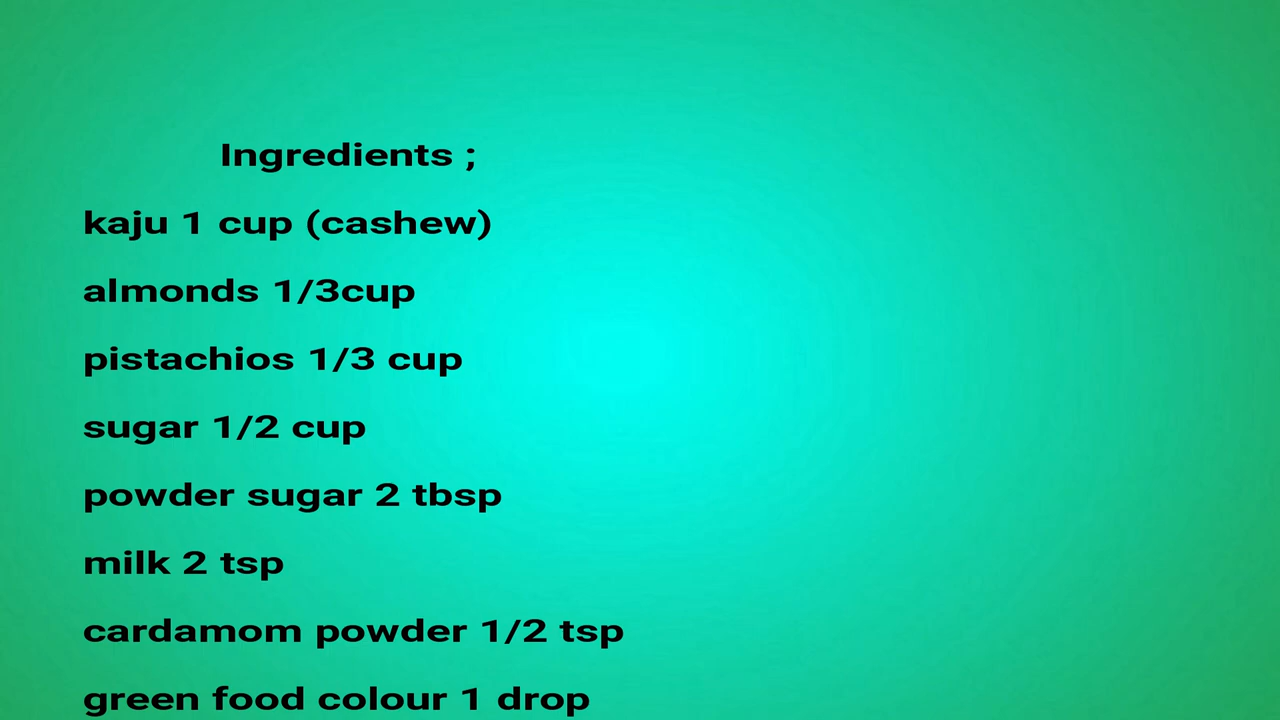 Ingredients ;
kaju 1 cup (cashew)
almonds 1/3cup
pistachios 1/3 cup
sugar 1/2 cup
powder sugar 2 tbsp
milk 2 tsp
cardamom powder 1/2 tsp
green food colour 1 drop